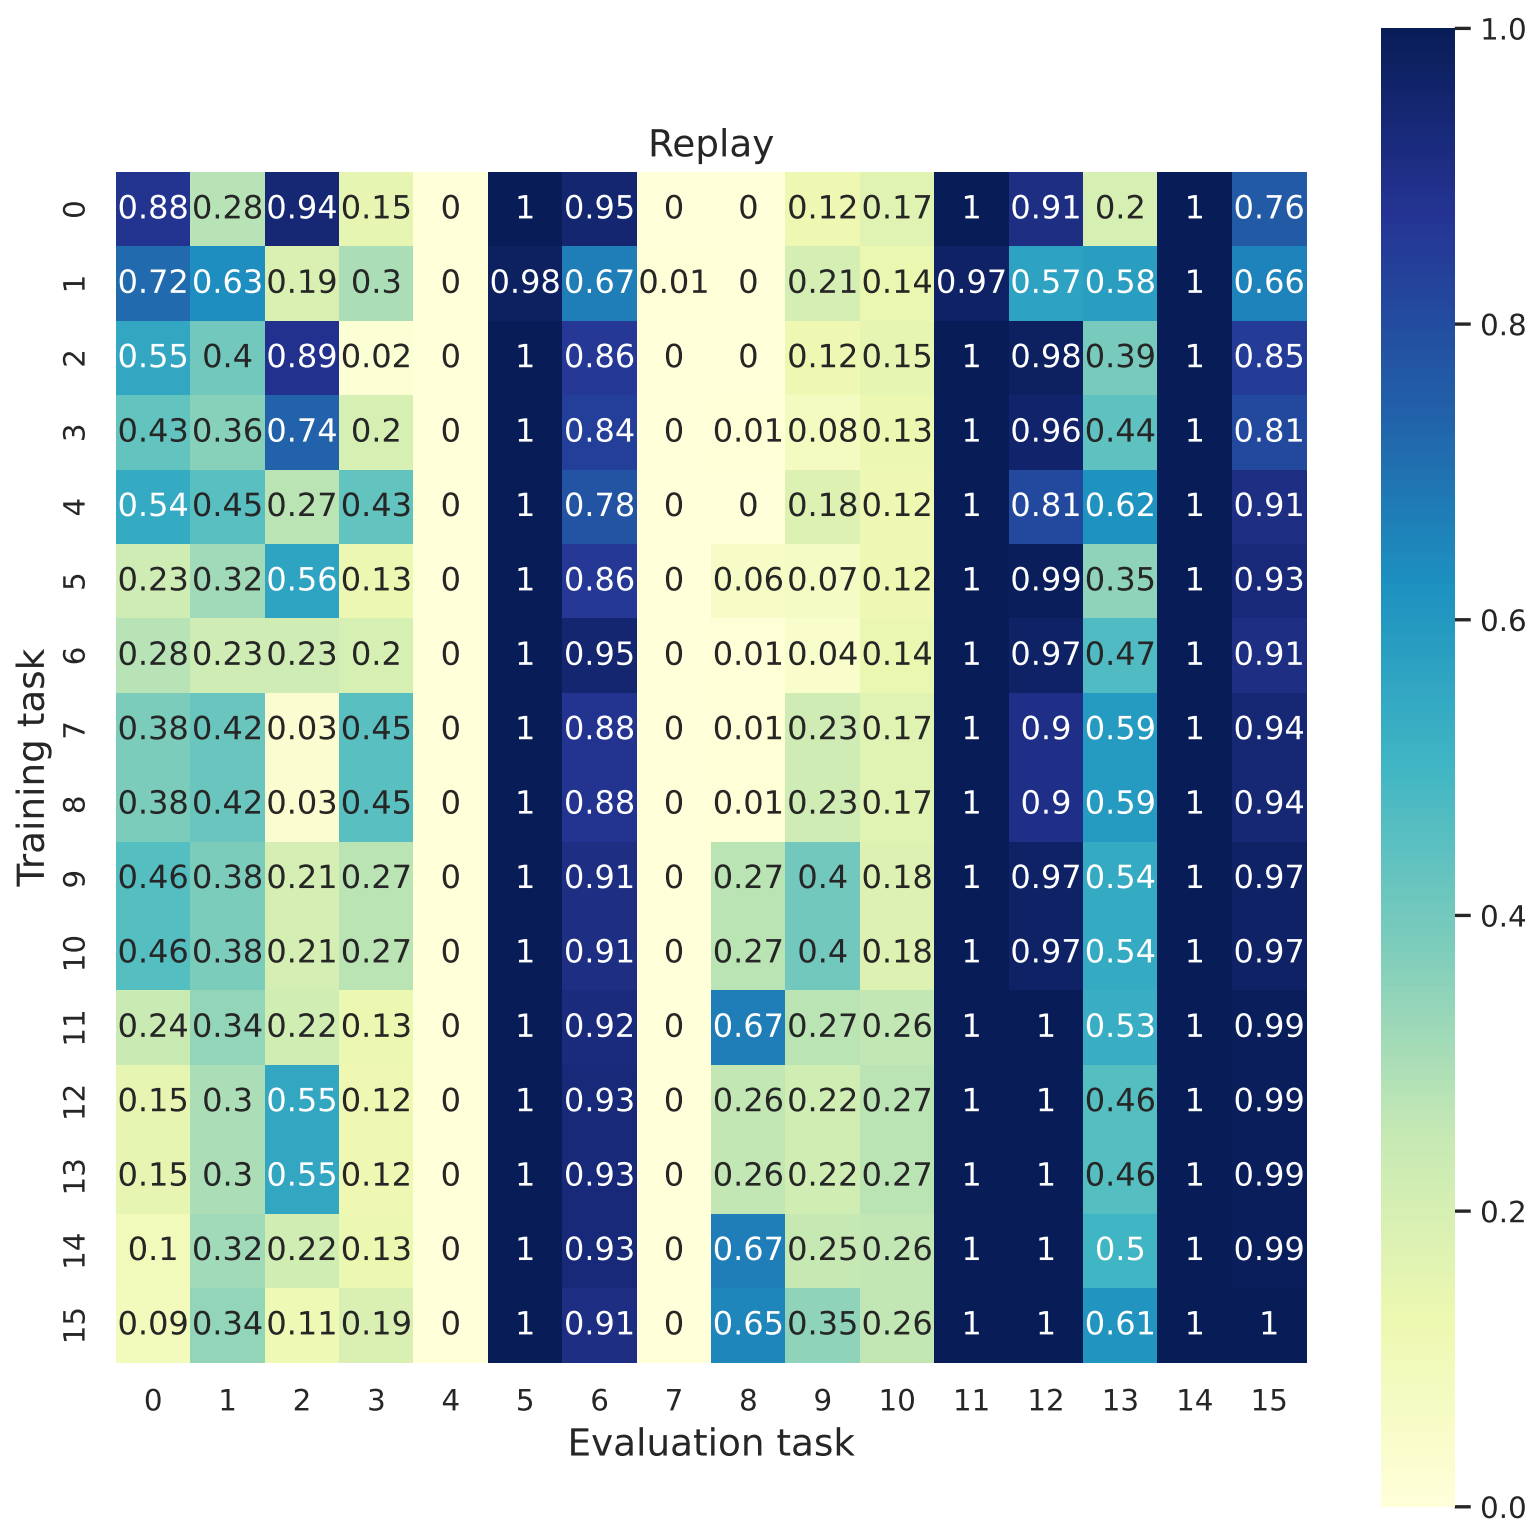 Replay
0 0.88 0.28 0.94 0.15 0 1 0.95 0 0 0.12 0.17 1 0.91 0.2 1 0.76
1 0.72 0.63 0.19 0.3 0 0.98 0.67 0.01 0 0.21 0.14 0.97 0.57 0.58 1 0.66
2 0.55 0.4 0.89 0.02 0 1 0.86 0 0 0.12 0.15 1 0.98 0.39 1 0.85
3 0.43 0.36 0.74 0.2 0 1 0.84 0 0.01 0.08 0.13 1 0.96 0.44 1 0.81
4 0.54 0.45 0.27 0.43 0 1 0.78 0 0 0.18 0.12 1 0.81 0.62 1 0.91
5 0.23 0.32 0.56 0.13 0 1 0.86 0 0.06 0.07 0.12 1 0.99 0.35 1 0.93
6 0.28 0.23 0.23 0.2 0 1 0.95 0 0.01 0.04 0.14 1 0.97 0.47 1 0.91
7 0.38 0.42 0.03 0.45 0 1 0.88 0 0.01 0.23 0.17 1 0.9 0.59 1 0.94
8 0.38 0.42 0.03 0.45 0 1 0.88 0 0.01 0.23 0.17 1 0.9 0.59 1 0.94
9 0.46 0.38 0.21 0.27 0 1 0.91 0 0.27 0.4 0.18 1 0.97 0.54 1 0.97
10 0.46 0.38 0.21 0.27 0 1 0.91 0 0.27 0.4 0.18 1 0.97 0.54 1 0.97
11 0.24 0.34 0.22 0.13 0 1 0.92 0 0.67 0.27 0.26 1 1 0.53 1 0.99
12 0.15 0.3 0.55 0.12 0 1 0.93 0 0.26 0.22 0.27 1 1 0.46 1 0.99
13 0.15 0.3 0.55 0.12 0 1 0.93 0 0.26 0.22 0.27 1 1 0.46 1 0.99
14 0.1 0.32 0.22 0.13 0 1 0.93 0 0.67 0.25 0.26 1 1 0.5 1 0.99
15 0.09 0.34 0.11 0.19 0 1 0.91 0 0.65 0.35 0.26 1 1 0.61 1 1
0 1 2 3 4 5 6 7 8 9 10 11 12 13 14 15
Evaluation task
Training task
1.0
0.8
0.6
0.4
0.2
0.0